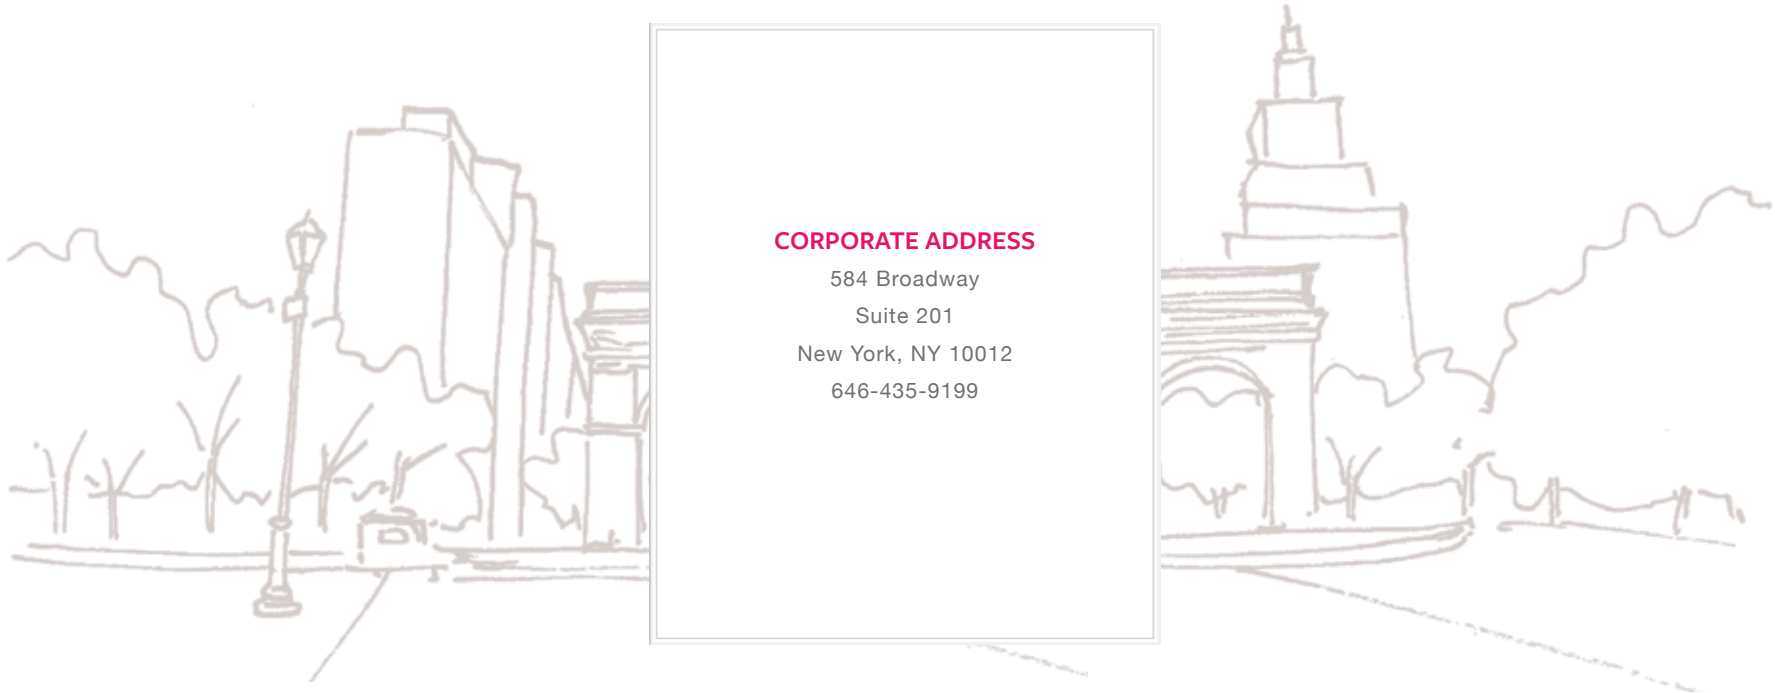 CORPORATE ADDRESS
584 Broadway
Suite 201
New York, NY 10012
646-435-9199